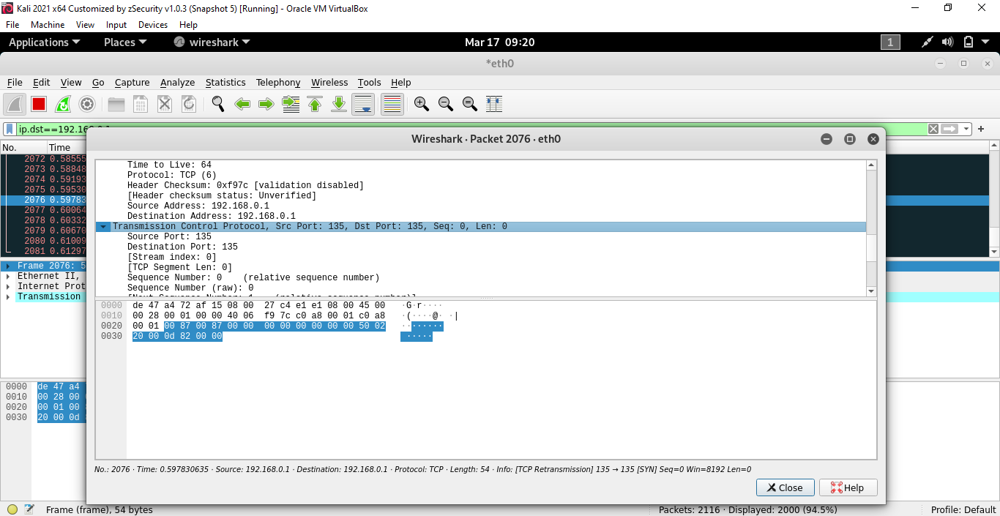 Kali 2021 x64 Customized by zSecurity v1.0.3 (Snapshot 5) [Running] - Oracle VM VirtualBox
File Machine View Input Devices Help
Applications Places wireshark Mar 17 09:20 1
*eth0
File Edit View Go Capture Analyze Statistics Telephony Wireless Tools Help
ip.dst==192.168.0.1
Wireshark · Packet 2076 · eth0
No. Time
2072 0.58555
2073 0.58848
2074 0.59193
2075 0.59530
2076 0.59783
2077 0.60064
2078 0.60332
2079 0.60670
2080 0.61009
2081 0.61297
Frame 2076: 5
Ethernet II,
Internet Prot
Transmission
0000 de 47 a4
0010 00 28 00
0020 00 01 00
0030 20 00 0d
Time to Live: 64
Protocol: TCP (6)
Header Checksum: 0xf97c [validation disabled]
[Header checksum status: Unverified]
Source Address: 192.168.0.1
Destination Address: 192.168.0.1
Transmission Control Protocol, Src Port: 135, Dst Port: 135, Seq: 0, Len: 0
Source Port: 135
Destination Port: 135
[Stream index: 0]
[TCP Segment Len: 0]
Sequence Number: 0 (relative sequence number)
Sequence Number (raw): 0
[Next Sequence Number: 1 (relative sequence number)]
0000 de 47 a4 72 af 15 08 00 27 c4 e1 e1 08 00 45 00 ·G·r····
0010 00 28 00 01 00 00 40 06 f9 7c c0 a8 00 01 c0 a8 ·(····@· ·|
0020 00 01 00 87 00 87 00 00 00 00 00 00 00 00 50 02 ········
0030 20 00 0d 82 00 00 ·····
No.: 2076 · Time: 0.597830635 · Source: 192.168.0.1 · Destination: 192.168.0.1 · Protocol: TCP · Length: 54 · Info: [TCP Retransmission] 135 → 135 [SYN] Seq=0 Win=8192 Len=0
Close Help
Frame (frame), 54 bytes Packets: 2116 · Displayed: 2000 (94.5%) Profile: Default